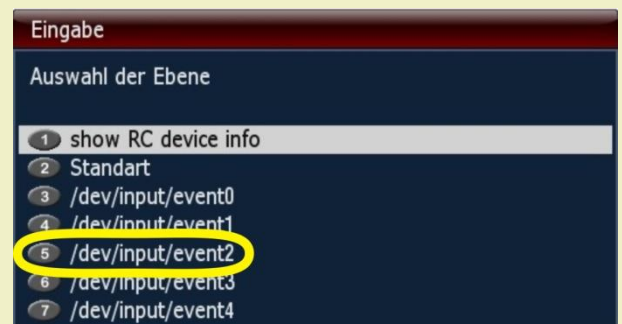 Eingabe
Auswahl der Ebene
1 show RC device info
2 Standart
3 /dev/input/event0
4 /dev/input/event1
5 /dev/input/event2
6 /dev/input/event3
7 /dev/input/event4